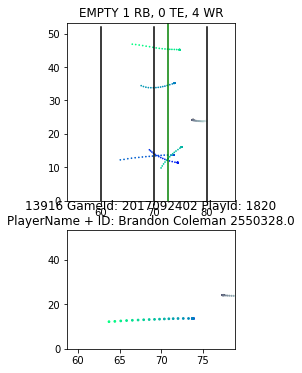 EMPTY 1 RB, 0 TE, 4 WR
50
40
30
20
10
0
60 70 80
13916 GameId: 2017092402 PlayId: 1820
PlayerName + ID: Brandon Coleman 2550328.0
40
20
0
60 65 70 75